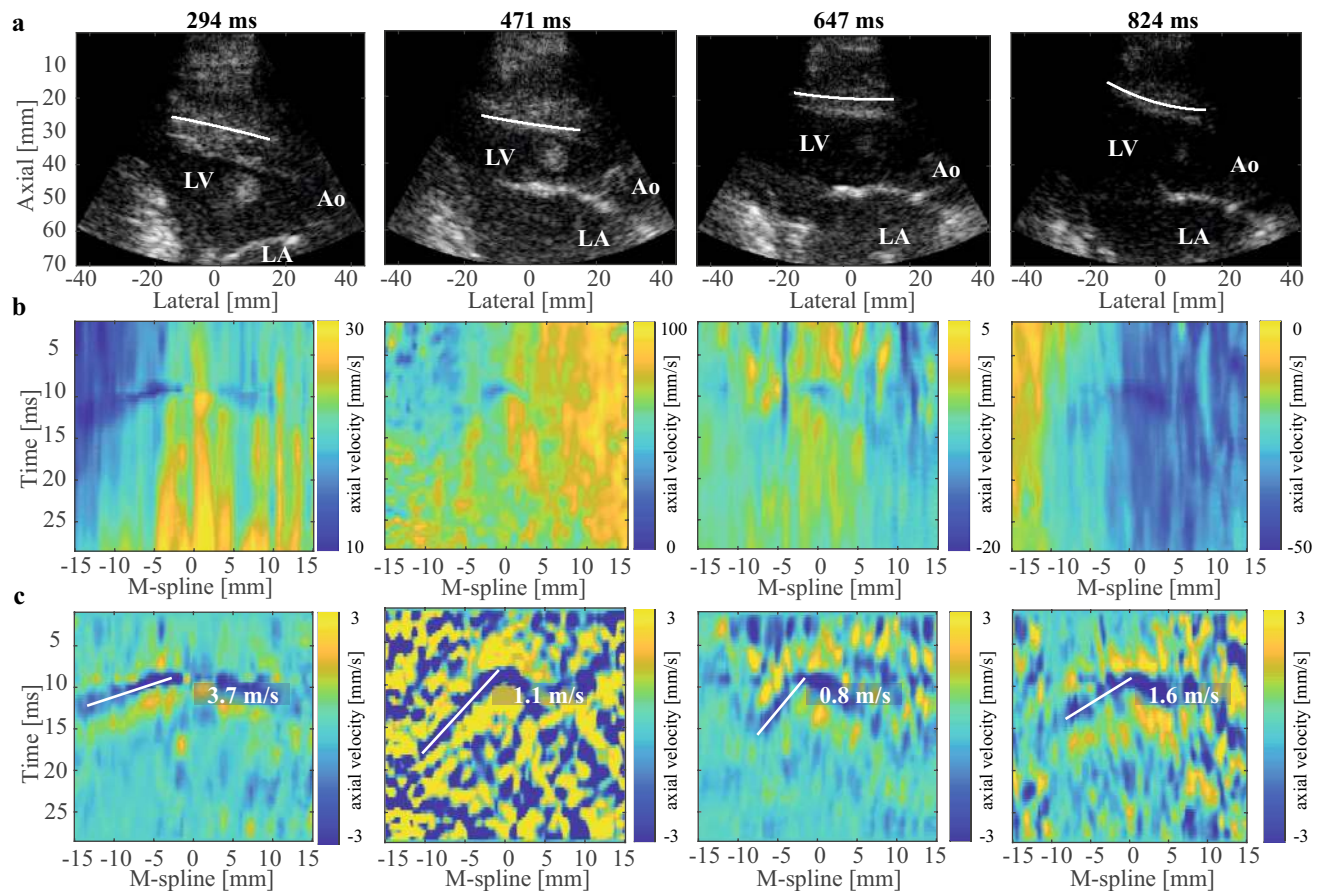 a
294 ms
471 ms
647 ms
824 ms
Axial [mm]
10
20
30
40
50
60
70
LV
Ao
LA
LV
Ao
LA
LV
Ao
LA
LV
Ao
LA
-40 -20 0 20 40
-40 -20 0 20 40
-40 -20 0 20 40
-40 -20 0 20 40
Lateral [mm]
Lateral [mm]
Lateral [mm]
Lateral [mm]
b
Time [ms]
5
10
15
20
25
30
axial velocity [mm/s]
10
100
axial velocity [mm/s]
0
5
axial velocity [mm/s]
-20
0
axial velocity [mm/s]
-50
-15 -10 -5 0 5 10 15
-15 -10 -5 0 5 10 15
-15 -10 -5 0 5 10 15
-15 -10 -5 0 5 10 15
M-spline [mm]
M-spline [mm]
M-spline [mm]
M-spline [mm]
c
Time [ms]
5
10
15
20
25
3.7 m/s
3
axial velocity [mm/s]
-3
1.1 m/s
3
axial velocity [mm/s]
-3
0.8 m/s
3
axial velocity [mm/s]
-3
1.6 m/s
3
axial velocity [mm/s]
-3
-15 -10 -5 0 5 10 15
-15 -10 -5 0 5 10 15
-15 -10 -5 0 5 10 15
-15 -10 -5 0 5 10 15
M-spline [mm]
M-spline [mm]
M-spline [mm]
M-spline [mm]